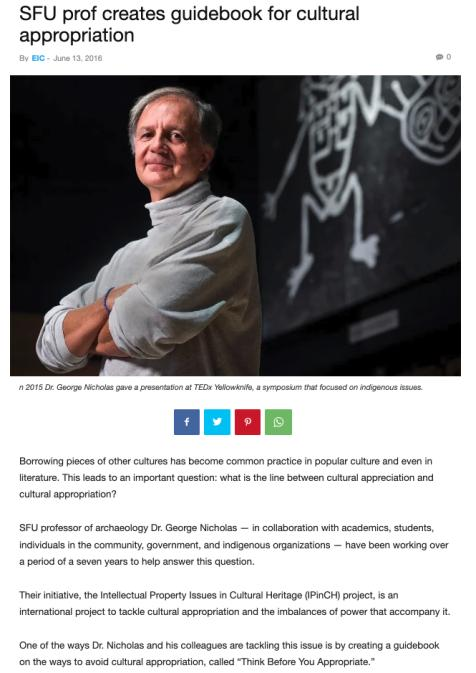 SFU prof creates guidebook for cultural
appropriation
By EIC - June 13, 2016
0
n 2015 Dr. George Nicholas gave a presentation at TEDx Yellowknife, a symposium that focused on indigenous issues.
Borrowing pieces of other cultures has become common practice in popular culture and even in
literature. This leads to an important question: what is the line between cultural appreciation and
cultural appropriation?
SFU professor of archaeology Dr. George Nicholas — in collaboration with academics, students,
individuals in the community, government, and indigenous organizations — have been working over
a period of a seven years to help answer this question.
Their initiative, the Intellectual Property Issues in Cultural Heritage (IPinCH) project, is an
international project to tackle cultural appropriation and the imbalances of power that accompany it.
One of the ways Dr. Nicholas and his colleagues are tackling this issue is by creating a guidebook
on the ways to avoid cultural appropriation, called “Think Before You Appropriate.”